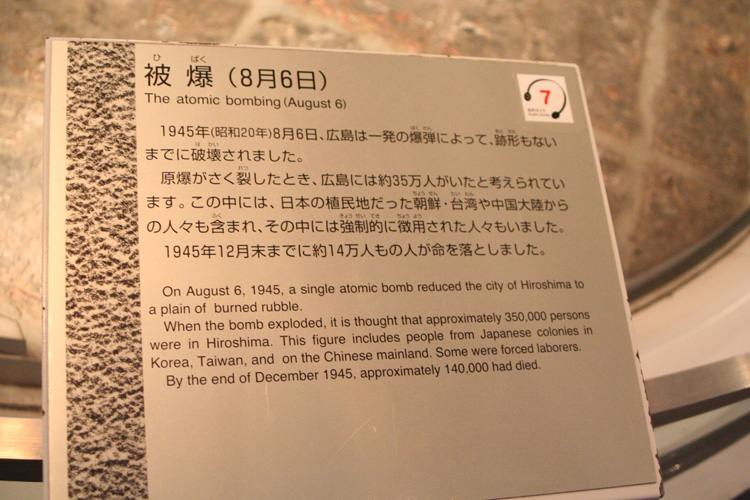 被爆（8月6日）
The atomic bombing (August 6)
7
1945年(昭和20年)8月6日、広島は一発の爆弾によって、跡形もない
までに破壊されました。
原爆がさく裂したとき、広島には約35万人がいたと考えられてい
ます。この中には、日本の植民地だった朝鮮・台湾や中国大陸から
の人々も含まれ、その中には強制的に徴用された人々もいました。
1945年12月末までに約14万人もの人が命を落としました。
On August 6, 1945, a single atomic bomb reduced the city of Hiroshima to
a plain of burned rubble.
When the bomb exploded, it is thought that approximately 350,000 persons
were in Hiroshima. This figure includes people from Japanese colonies in
Korea, Taiwan, and on the Chinese mainland. Some were forced laborers.
By the end of December 1945, approximately 140,000 had died.